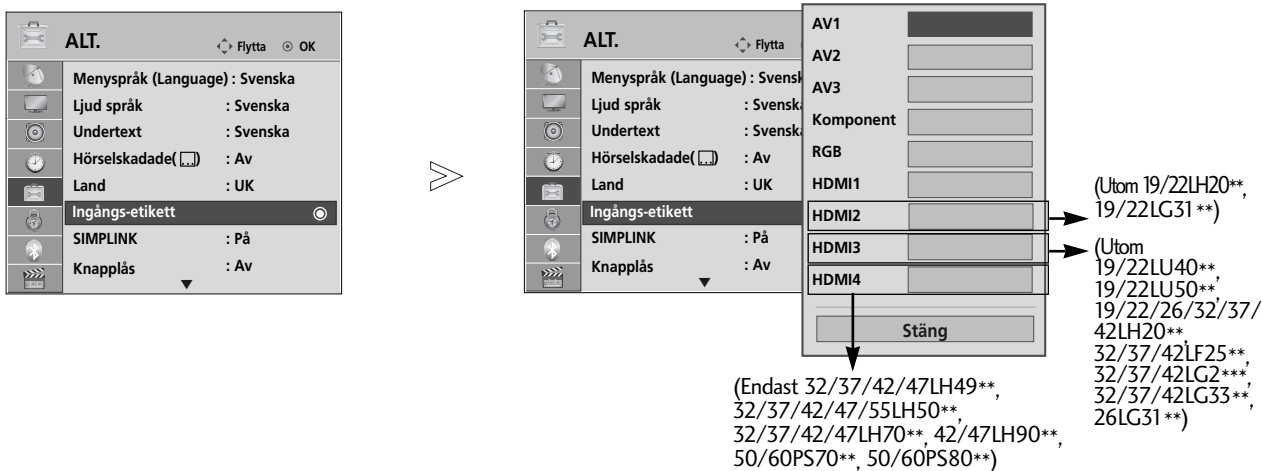 ALT.
Flytta OK
Menyspråk (Language) : Svenska
Ljud språk : Svenska
Undertext : Svenska
Hörselskadade( ) : Av
Land : UK
Ingångs-etikett
SIMPLINK : På
Knapplås : Av
ALT.
Flytta
Menyspråk (Language) : Svensk
Ljud språk : Svensk
Undertext : Svensk
Hörselskadade( ) : Av
Land : UK
Ingångs-etikett
SIMPLINK : På
Knapplås : Av
AV1
AV2
AV3
Komponent
RGB
HDMI1
HDMI2
HDMI3
HDMI4
Stäng
(Utom 19/22LH20**,
19/22LG31**)
(Utom
19/22LU40**,
19/22LU50**,
19/22/26/32/37/
42LH20**,
32/37/42LF25**,
32/37/42LG2***,
32/37/42LG33**,
26LG31**)
(Endast 32/37/42/47LH49**,
32/37/42/47/55LH50**,
32/37/42/47LH70**, 42/47LH90**,
50/60PS70**, 50/60PS80**)